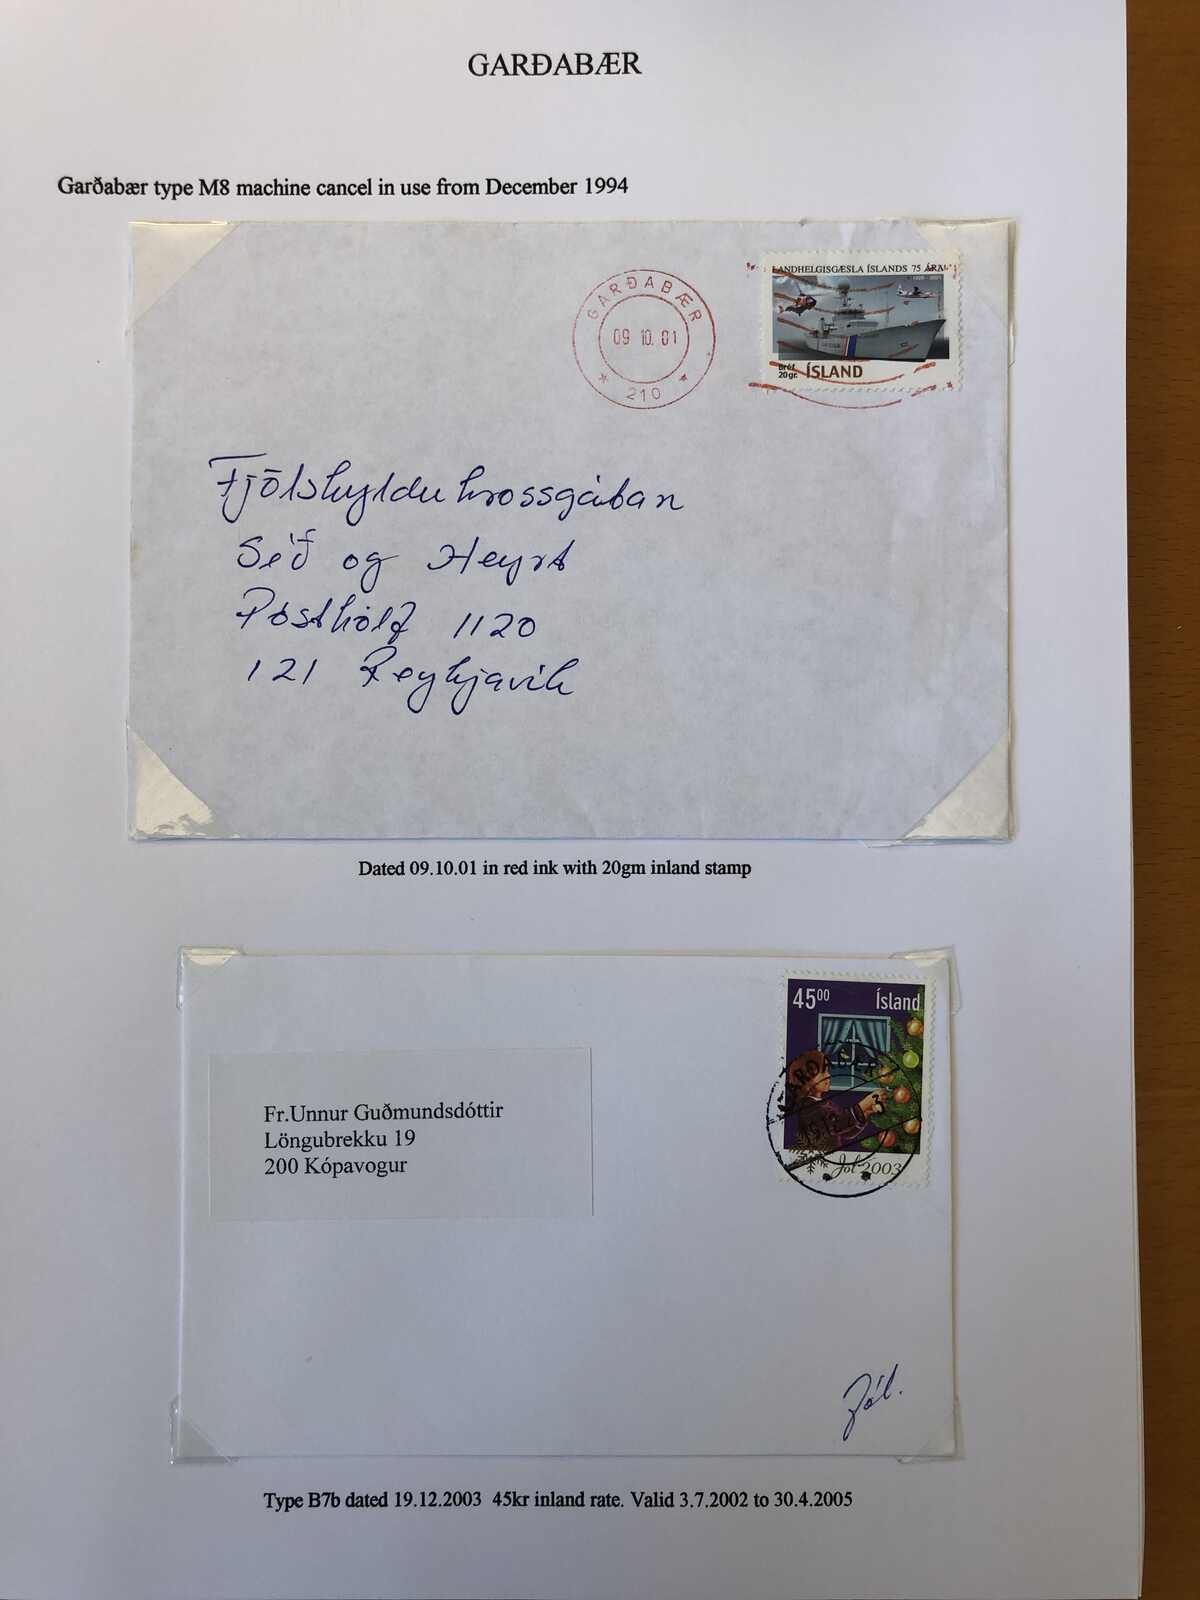 GARÐABÆR
Garðabær type M8 machine cancel in use from December 1994
GARÐABÆR
09 10. 01
210
LANDHELGISGÆSLA ÍSLANDS 75 ÁRA
Bréf
20gr. ÍSLAND
Fjölskyldukrossgátan
Séð og Heyrt
Pósthólf 1120
121 Reykjavík
Dated 09.10.01 in red ink with 20gm inland stamp
45⁰⁰ Ísland
GARÐABÆR
Jól 2003
Fr.Unnur Guðmundsdóttir
Löngubrekku 19
200 Kópavogur
Jól.
Type B7b dated 19.12.2003 45kr inland rate. Valid 3.7.2002 to 30.4.2005